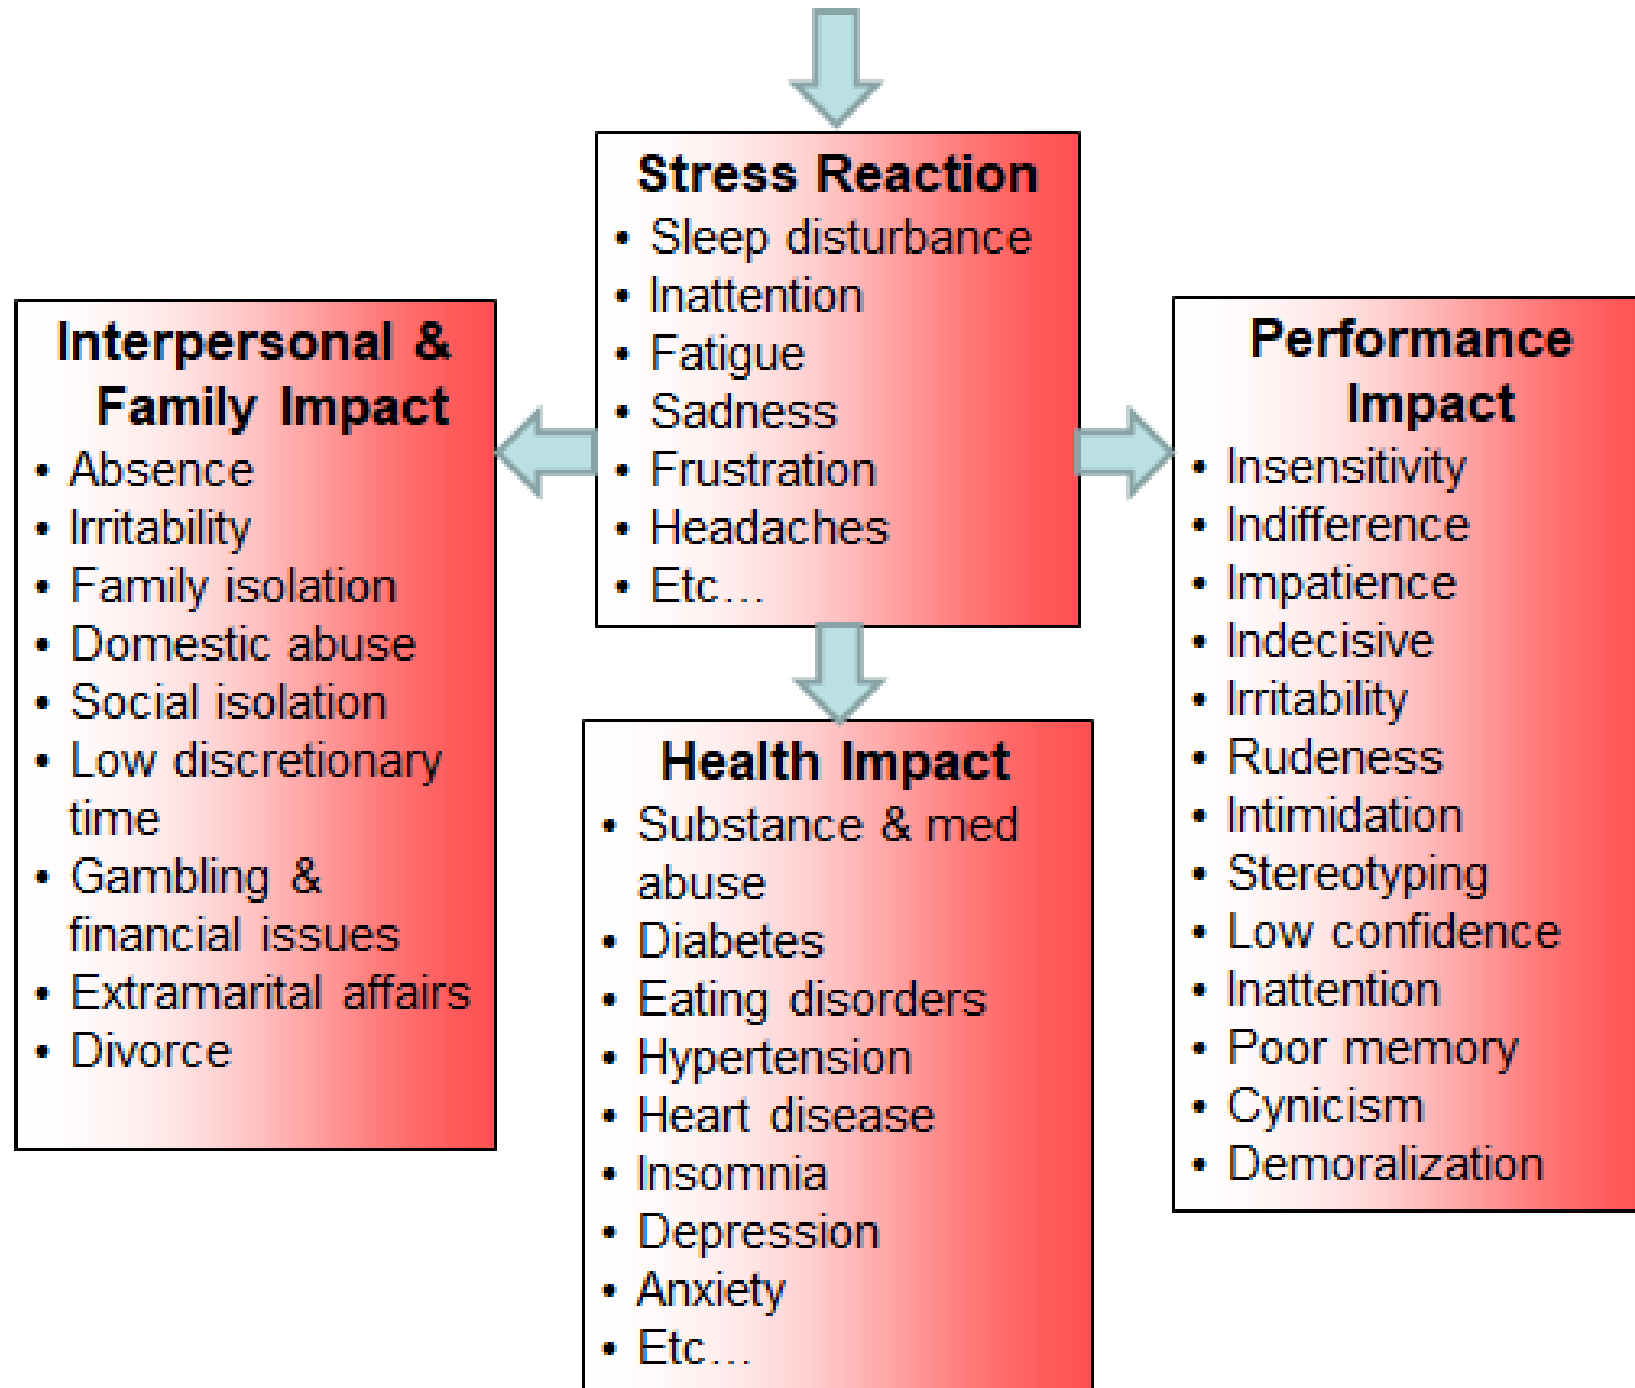 Stress Reaction
• Sleep disturbance
• Inattention
• Fatigue
• Sadness
• Frustration
• Headaches
• Etc…
Interpersonal &
Family Impact
• Absence
• Irritability
• Family isolation
• Domestic abuse
• Social isolation
• Low discretionary
time
• Gambling &
financial issues
• Extramarital affairs
• Divorce
Performance
Impact
• Insensitivity
• Indifference
• Impatience
• Indecisive
• Irritability
• Rudeness
• Intimidation
• Stereotyping
• Low confidence
• Inattention
• Poor memory
• Cynicism
• Demoralization
Health Impact
• Substance & med
abuse
• Diabetes
• Eating disorders
• Hypertension
• Heart disease
• Insomnia
• Depression
• Anxiety
• Etc…